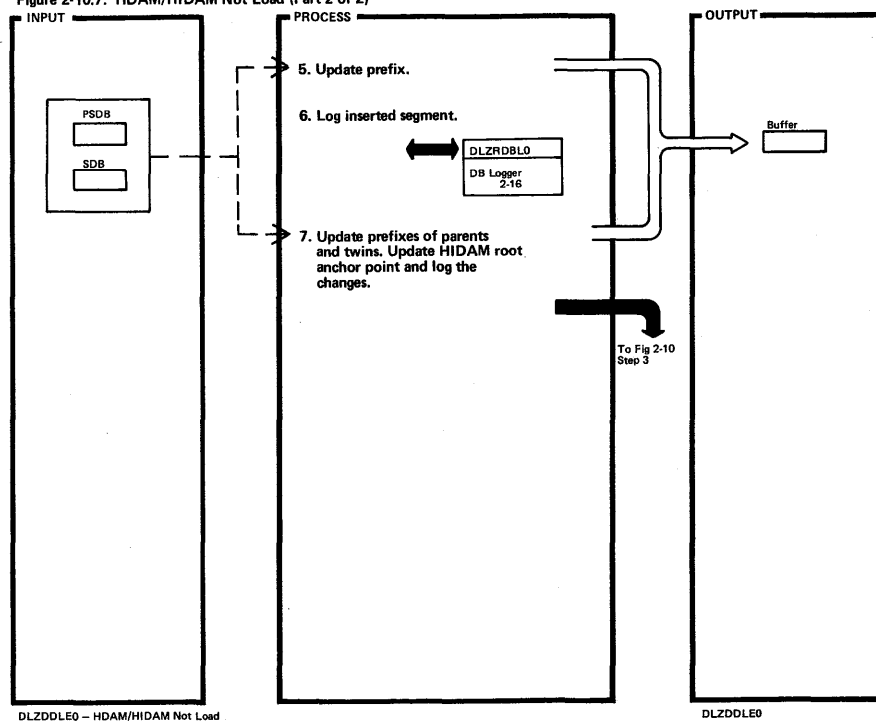 Figure 2-10.7. HDAM/HIDAM Not Load (Part 2 of 2)
INPUT
PROCESS
OUTPUT
PSDB
SDB
5. Update prefix.
6. Log inserted segment.
DLZRDBL0
DB Logger
2-16
7. Update prefixes of parents
and twins. Update HIDAM root
anchor point and log the
changes.
Buffer
To Fig 2-10
Step 3
DLZDDLE0 – HDAM/HIDAM Not Load
DLZDDLE0